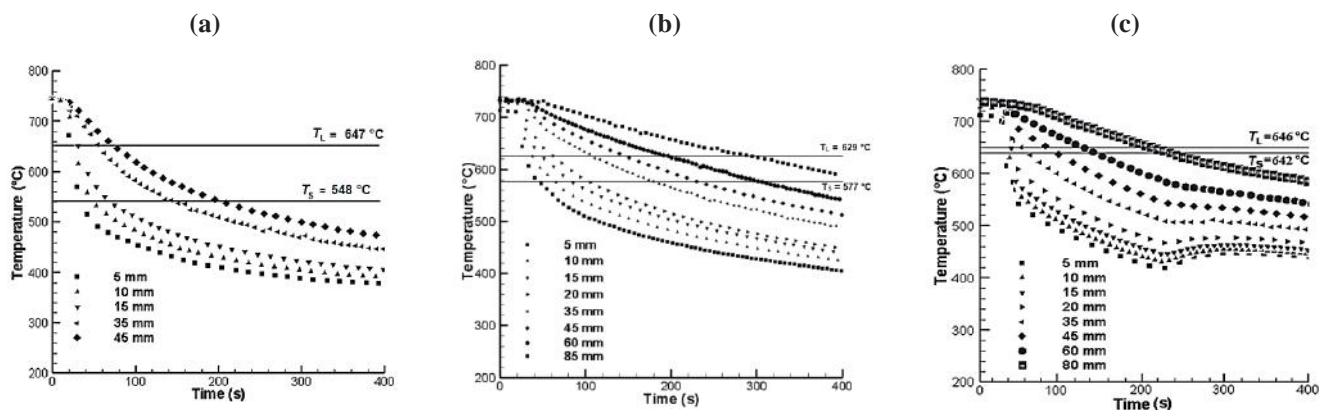 (a)
800
700
600
500
400
300
200
Temperature (°C)
T_L = 647 °C
T_S = 548 °C
5 mm
10 mm
15 mm
35 mm
45 mm
0 100 200 300 400
Time (s)
(b)
800
700
600
500
400
300
200
Temperature (°C)
T_L = 629 °C
T_S = 577 °C
5 mm
10 mm
15 mm
20 mm
35 mm
45 mm
60 mm
85 mm
0 100 200 300 400
Time (s)
(c)
800
700
600
500
400
300
200
Temperature (°C)
T_L = 646 °C
T_S = 642 °C
5 mm
10 mm
15 mm
20 mm
35 mm
45 mm
60 mm
80 mm
0 100 200 300 400
Time (s)